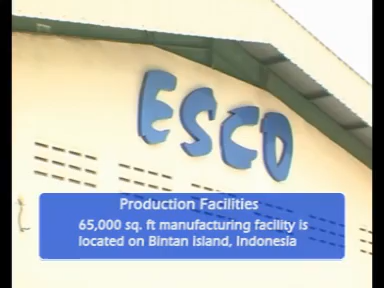 ESCO
Production Facilities
65,000 sq. ft manufacturing facility is
located on Bintan Island, Indonesia